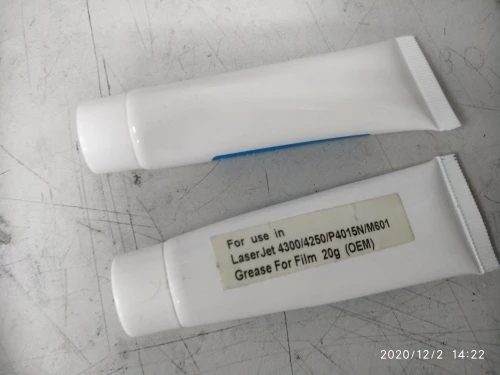 For use in
LaserJet 4300/4250/P4015N/M601
Grease For Film 20g (OEM)
2020/12/2 14:22